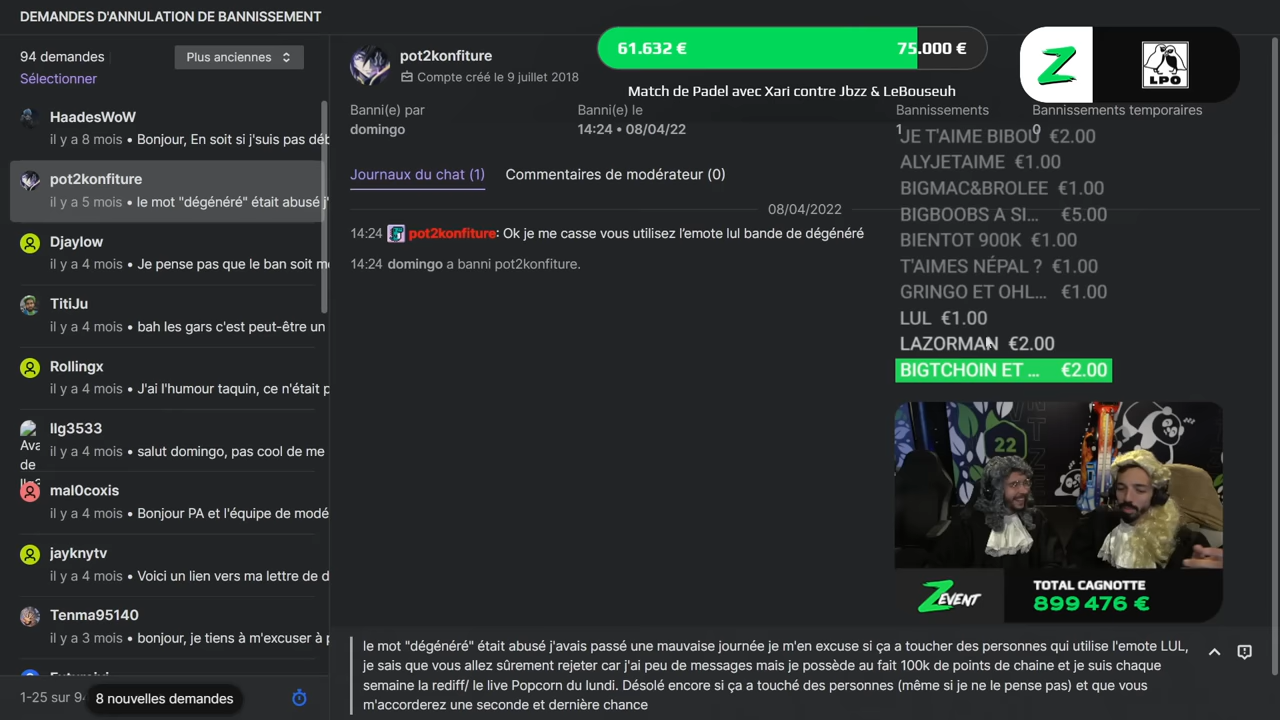 DEMANDES D'ANNULATION DE BANNISSEMENT
94 demandes
Plus anciennes
Sélectionner
HaadesWoW
il y a 8 mois • Bonjour, En soit si j'suis pas déb
pot2konfiture
il y a 5 mois • le mot "dégénéré" était abusé j'
Djaylow
il y a 4 mois • Je pense pas que le ban soit m
TitiJu
il y a 4 mois • bah les gars c'est peut-être un
Rollingx
il y a 4 mois • J'ai l'humour taquin, ce n'était p
llg3533
il y a 4 mois • salut domingo, pas cool de me
Ava
de
mal0coxis
il y a 4 mois • Bonjour PA et l'équipe de modé
jayknytv
il y a 4 mois • Voici un lien vers ma lettre de d
Tenma95140
il y a 3 mois • bonjour, je tiens à m'excuser à p
1-25 sur 9
8 nouvelles demandes
pot2konfiture
Compte créé le 9 juillet 2018
61.632 €
75.000 €
Match de Padel avec Xari contre Jbzz & LeBouseuh
Z
LPO
Banni(e) par
domingo
Banni(e) le
14:24 • 08/04/22
Bannissements
1
Bannissements temporaires
0
Journaux du chat (1)
Commentaires de modérateur (0)
08/04/2022
14:24 pot2konfiture: Ok je me casse vous utilisez l'emote lul bande de dégénéré
14:24 domingo a banni pot2konfiture.
JE T'AIME BIBOU €2.00
ALYJETAIME €1.00
BIGMAC&BROLEE €1.00
BIGBOOBS A SI... €5.00
BIENTOT 900K €1.00
T'AIMES NÉPAL ? €1.00
GRINGO ET OHL... €1.00
LUL €1.00
LAZORMAN €2.00
BIGTCHOIN ET ... €2.00
22
ZEVENT
TOTAL CAGNOTTE
899 476 €
le mot "dégénéré" était abusé j'avais passé une mauvaise journée je m'en excuse si ça a toucher des personnes qui utilise l'emote LUL,
je sais que vous allez sûrement rejeter car j'ai peu de messages mais je possède au fait 100k de points de chaine et je suis chaque
semaine la rediff/ le live Popcorn du lundi. Désolé encore si ça a touché des personnes (même si je ne le pense pas) et que vous
m'accorderez une seconde et dernière chance